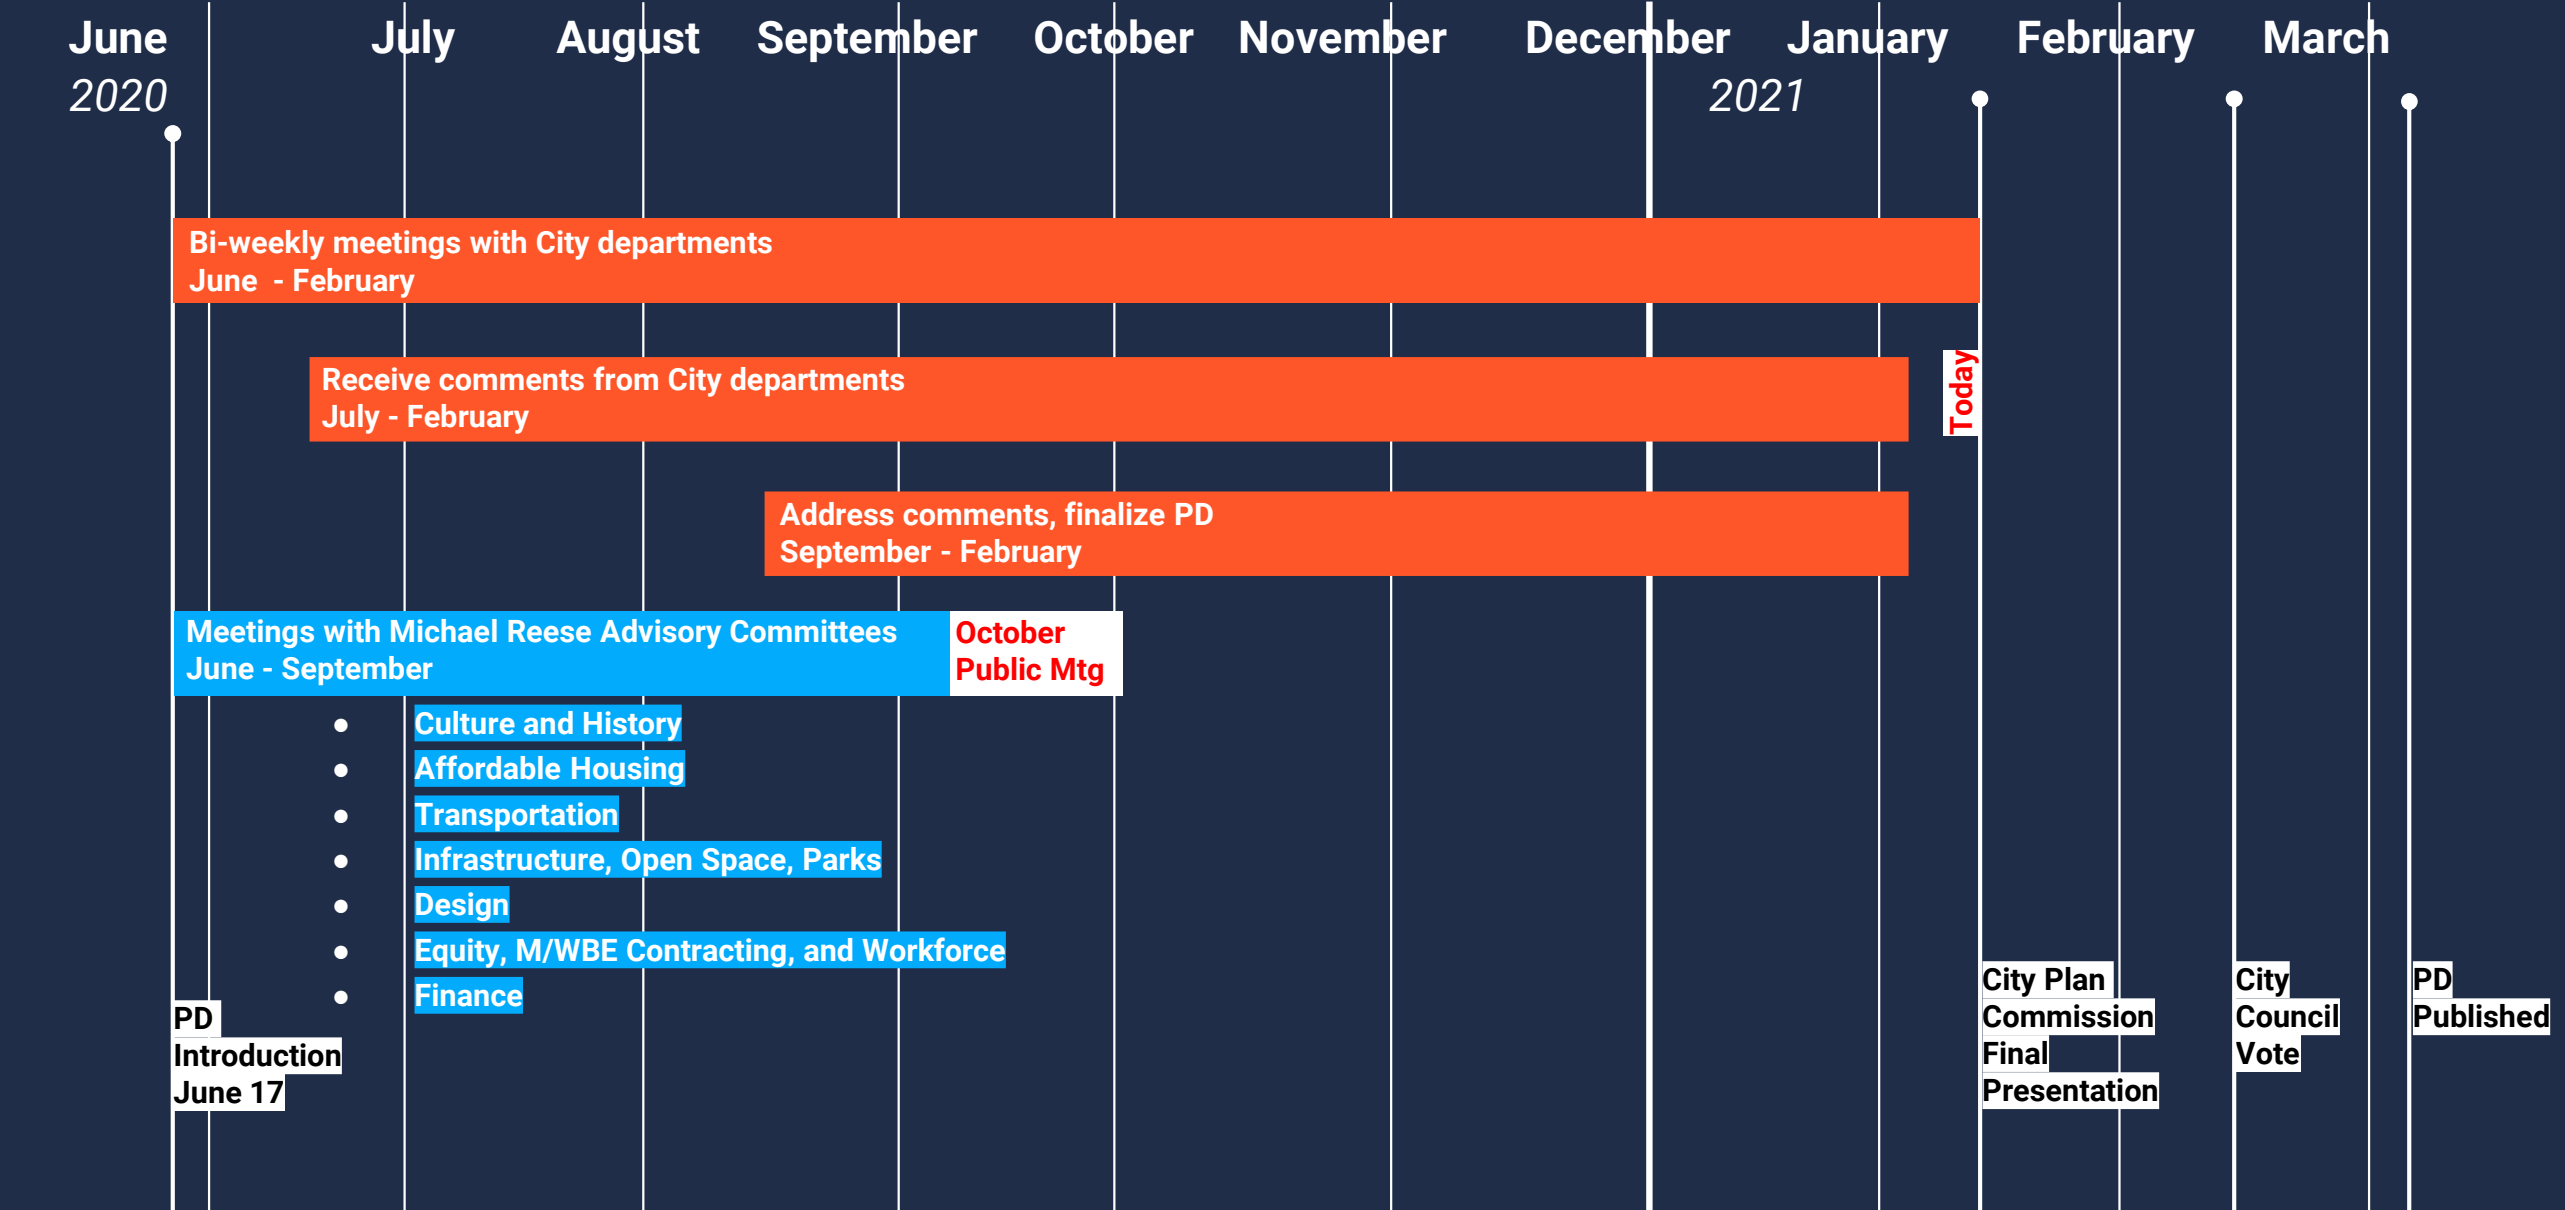 June July August September October November December January February March
2020 2021
Bi-weekly meetings with City departments
June - February
Receive comments from City departments
July - February
Today
Address comments, finalize PD
September - February
Meetings with Michael Reese Advisory Committees
June - September
October
Public Mtg
• Culture and History
• Affordable Housing
• Transportation
• Infrastructure, Open Space, Parks
• Design
• Equity, M/WBE Contracting, and Workforce
• Finance
PD
Introduction
June 17
City Plan
Commission
Final
Presentation
City
Council
Vote
PD
Published